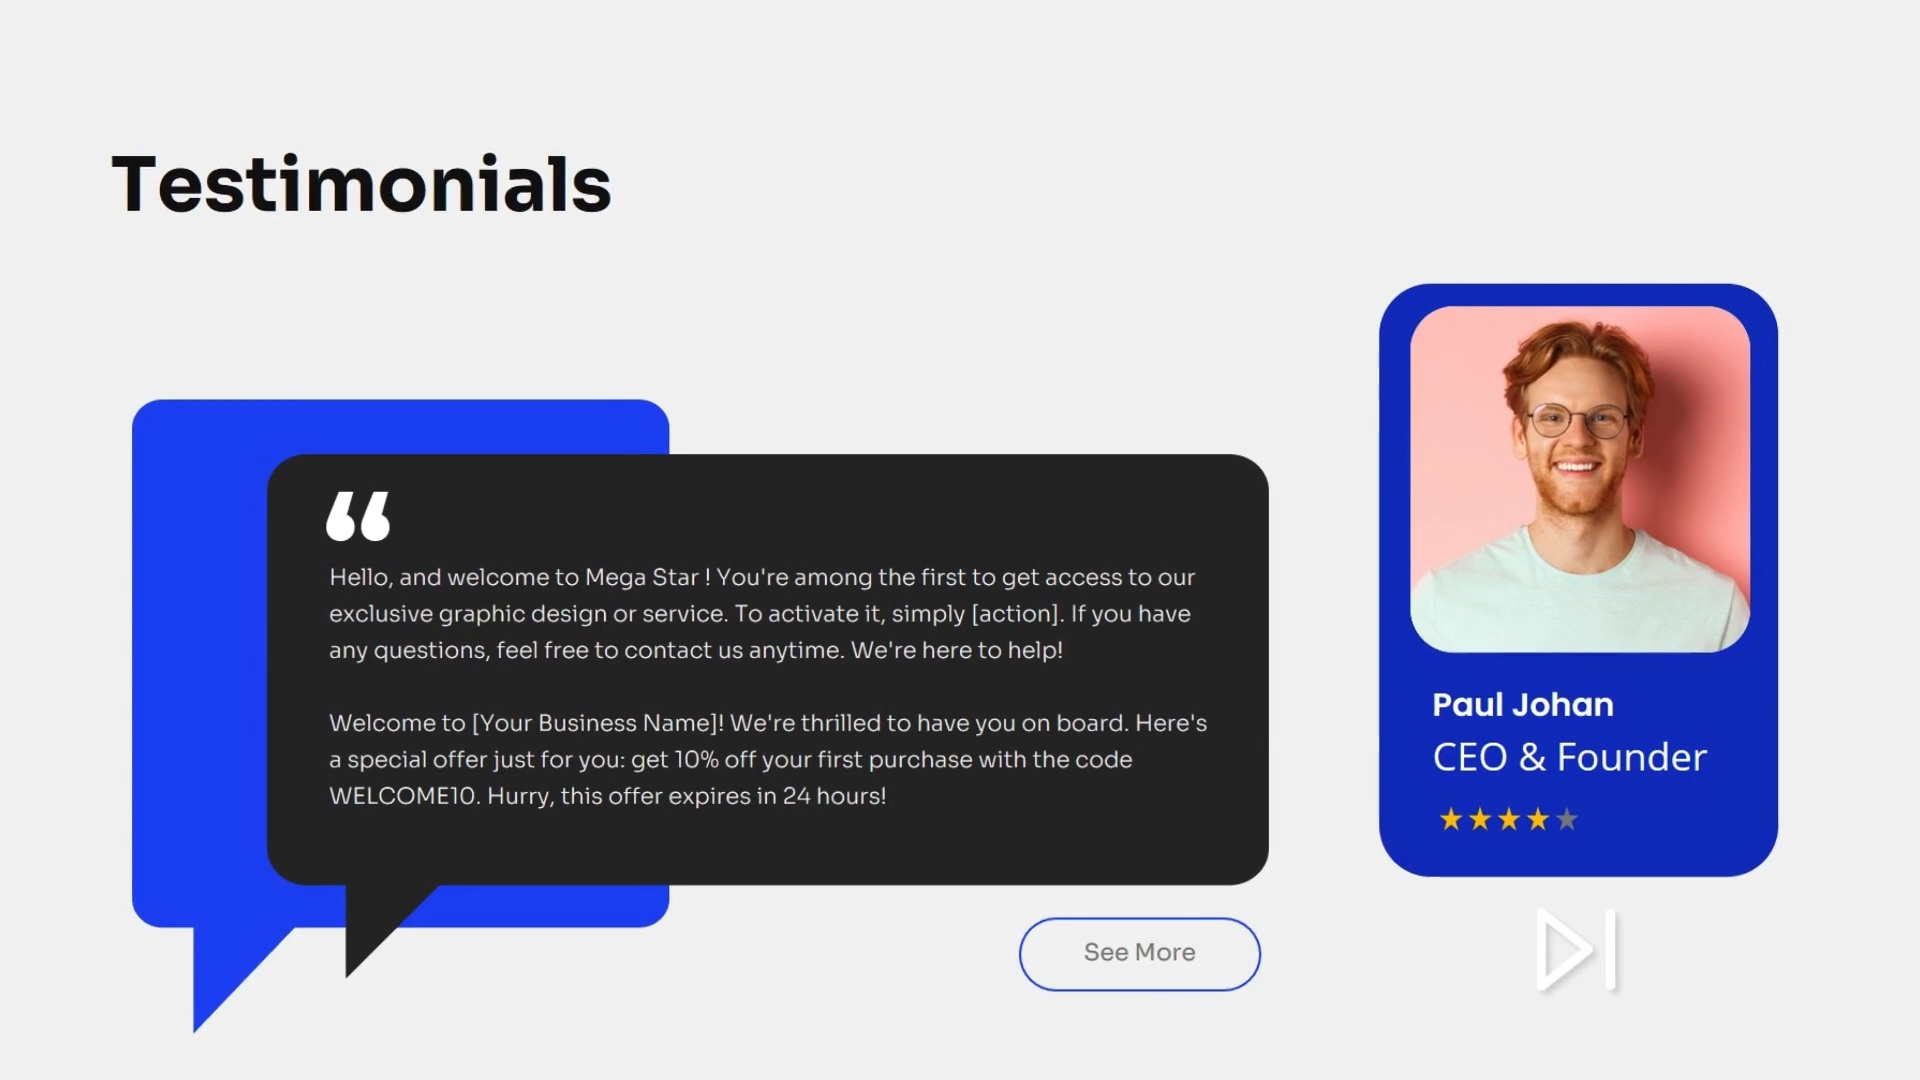 Testimonials
“
Hello, and welcome to Mega Star ! You're among the first to get access to our
exclusive graphic design or service. To activate it, simply [action]. If you have
any questions, feel free to contact us anytime. We're here to help!
Welcome to [Your Business Name]! We're thrilled to have you on board. Here's
a special offer just for you: get 10% off your first purchase with the code
WELCOME10. Hurry, this offer expires in 24 hours!
See More
Paul Johan
CEO & Founder